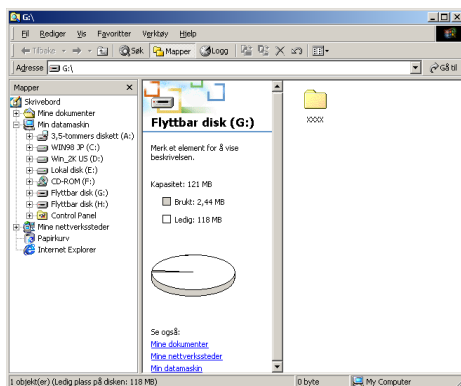 G:\
Fil Rediger Vis Favoritter Verktøy Hjelp
Tilbake Søk Mapper Logg
Adresse G:\ Gå til
Mapper
Skrivebord
Mine dokumenter
Min datamaskin
3,5-tommers diskett (A:)
WIN98 JP (C:)
Win_2K US (D:)
Lokal disk (E:)
CD-ROM (F:)
Flyttbar disk (G:)
Flyttbar disk (H:)
Control Panel
Mine nettverkssteder
Papirkurv
Internet Explorer
Flyttbar disk (G:)
Merk et element for å vise
beskrivelsen.
Kapasitet: 121 MB
Brukt: 2,44 MB
Ledig: 118 MB
Se også:
Mine dokumenter
Mine nettverkssteder
Min datamaskin
xxxx
1 objekt(er) (Ledig plass på disken: 118 MB) 0 byte My Computer